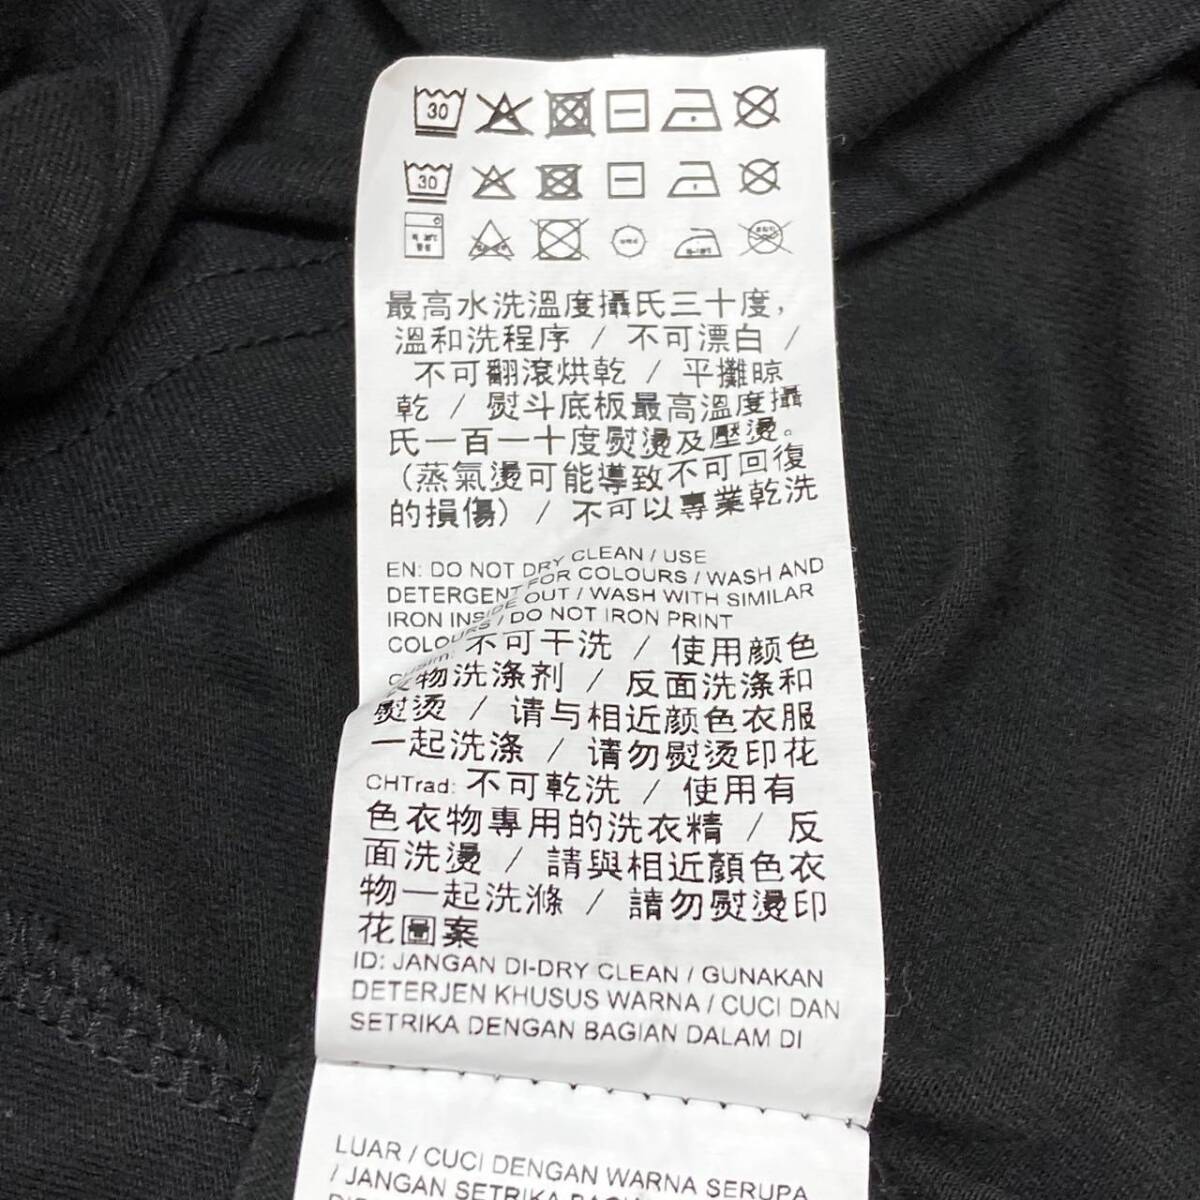 30
30
最高水洗溫度攝氏三十度，
溫和洗程序 / 不可漂白 /
不可翻滾烘乾 / 平攤晾
乾 / 熨斗底板最高溫度攝
氏一百一十度熨燙及壓燙。
（蒸氣燙可能導致不可回復
的損傷）/ 不可以專業乾洗
EN: DO NOT DRY CLEAN / USE
DETERGENT FOR COLOURS / WASH AND
IRON INSIDE OUT / WASH WITH SIMILAR
COLOURS / DO NOT IRON PRINT
不可干洗 / 使用颜色
衣物洗涤剂 / 反面洗涤和
熨烫 / 请与相近颜色衣服
一起洗涤 / 请勿熨烫印花
CHTrad: 不可乾洗 / 使用有
色衣物專用的洗衣精 / 反
面洗燙 / 請與相近顏色衣
物一起洗滌 / 請勿熨燙印
花圖案
ID: JANGAN DI-DRY CLEAN / GUNAKAN
DETERJEN KHUSUS WARNA / CUCI DAN
SETRIKA DENGAN BAGIAN DALAM DI
LUAR / CUCI DENGAN WARNA SERUPA
/ JANGAN SETRIKA